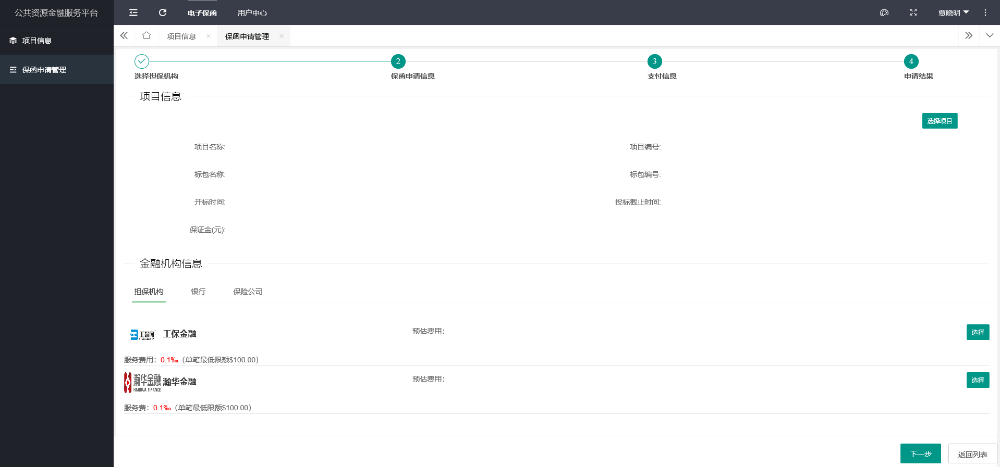 公共资源金融服务平台
电子保函
用户中心
贾晓明
项目信息
保函申请管理
项目信息
保函申请管理
2
3
4
选择担保机构
保函申请信息
支付信息
申请结果
项目信息
选择项目
项目名称:
项目编号:
标包名称:
标包编号:
开标时间:
投标截止时间:
保证金(元):
金融机构信息
担保机构
银行
保险公司
工保网
工保金融
预估费用：
选择
服务费用：0.1‰（单笔最低限额$100.00）
瀚华金融
HANHUA FINANCE
瀚华金融
预估费用：
选择
服务费：0.1‰（单笔最低限额$100.00）
下一步
返回列表